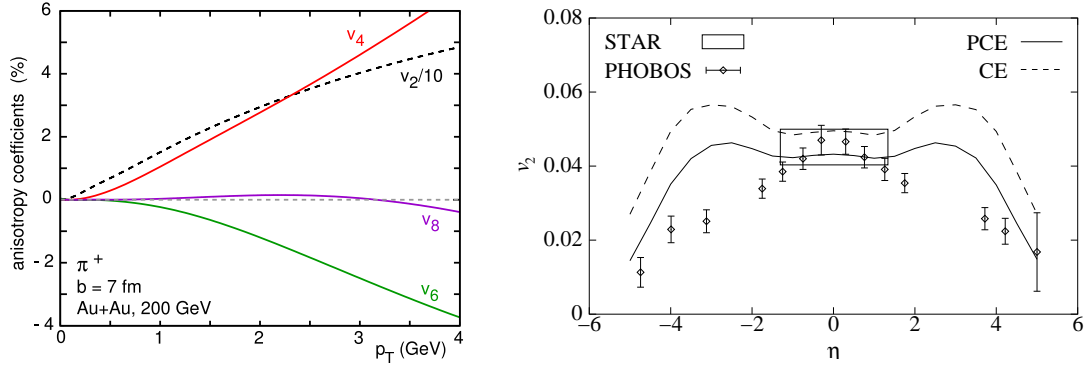 anisotropy coefficients (%)
6
4
2
0
- 2
- 4
v4
v2/10
v8
v6
π+
b = 7 fm
Au+Au, 200 GeV
0
1
2
3
4
pT (GeV)
v2
0.08
0.06
0.04
0.02
0
STAR
PHOBOS
PCE
CE
−6
−4
−2
0
2
4
6
η